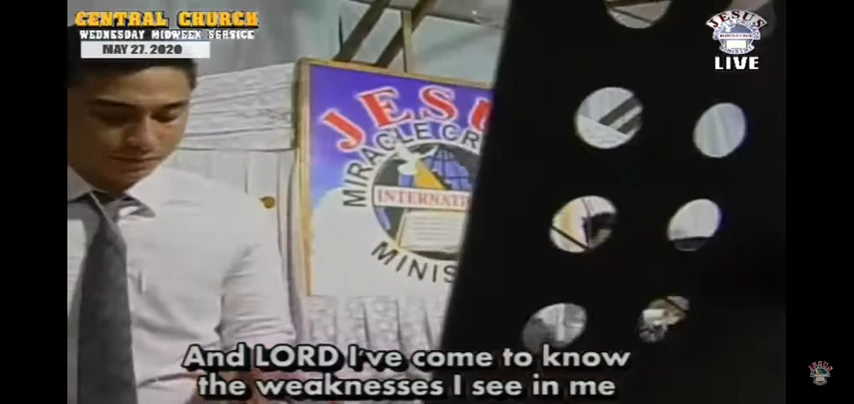 CENTRAL CHURCH
WEDNESDAY MIDWEEK SERVICE
MAY 27, 2020
JESUS
LIVE
JESUS
MIRACLE
INTERNATI
MINIS
And LORD I've come to know
the weaknesses I see in me